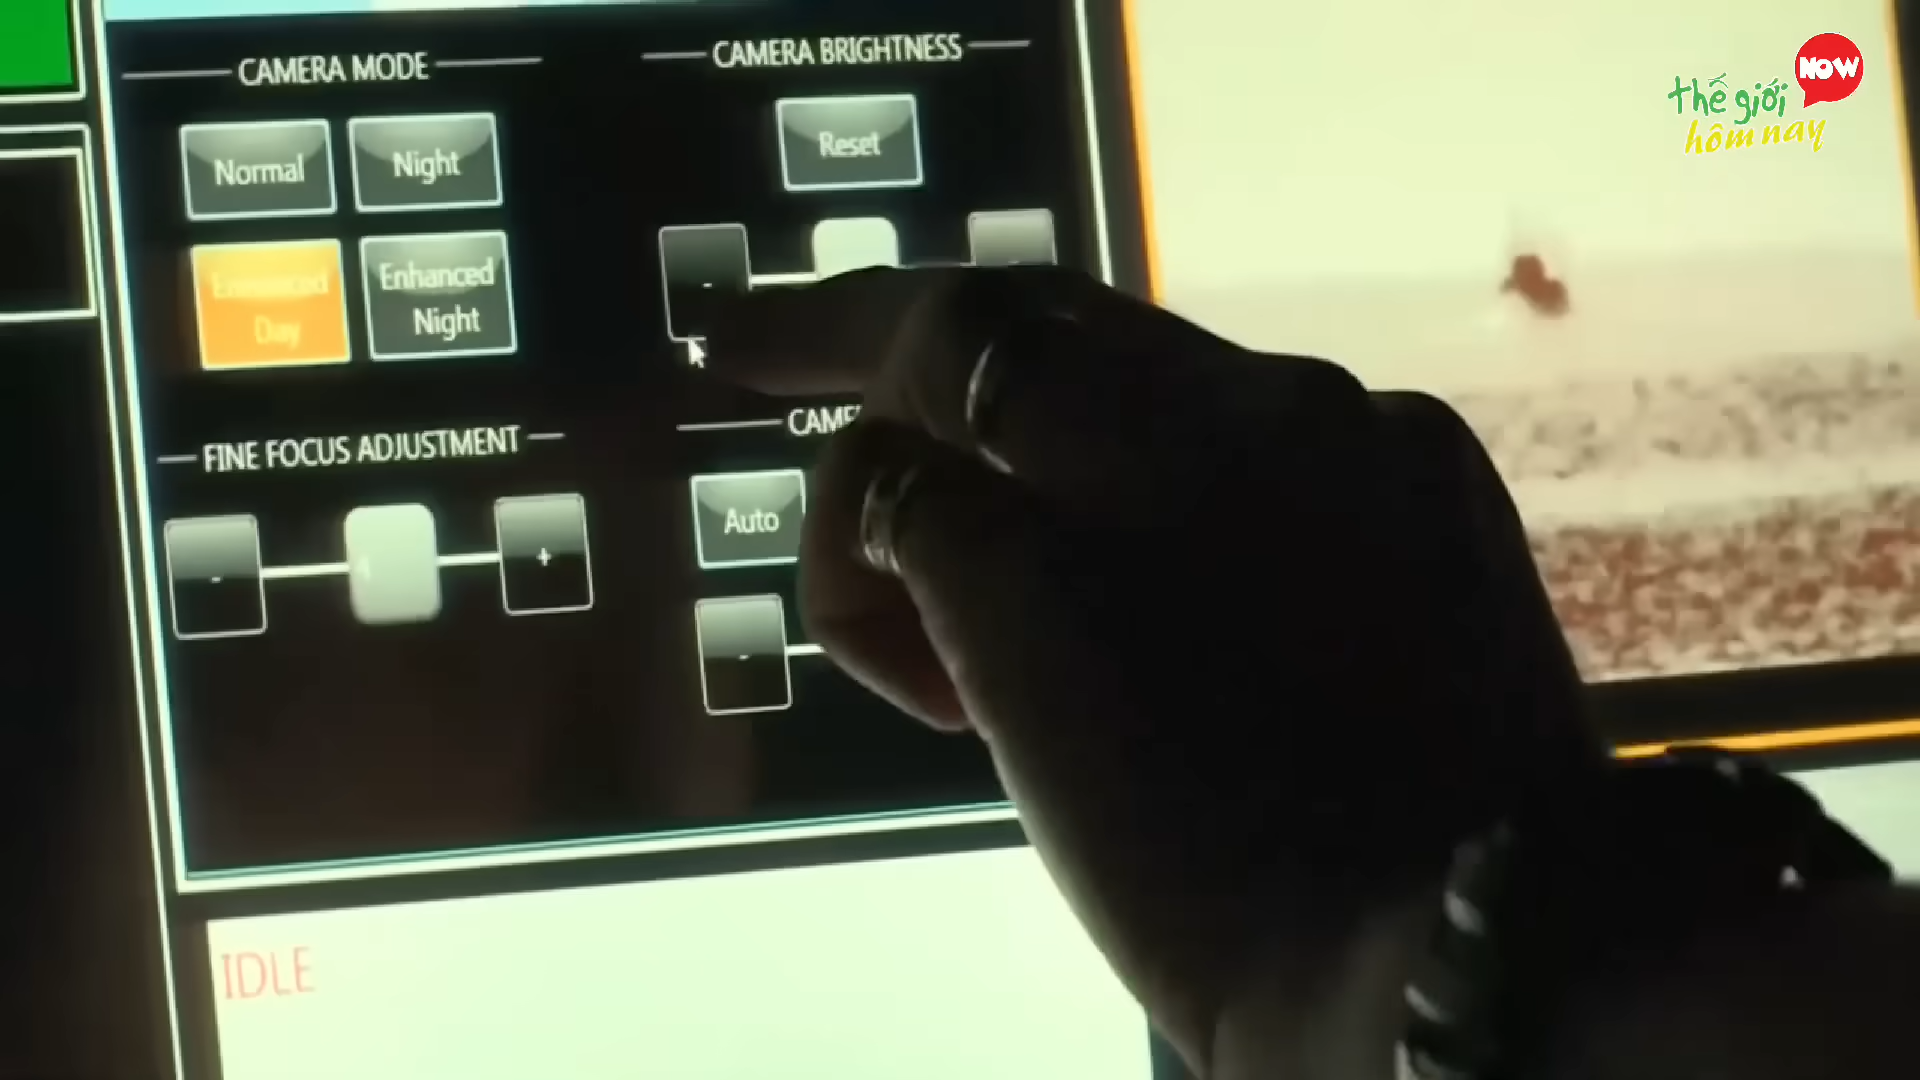 CAMERA MODE
CAMERA BRIGHTNESS
Normal
Night
Reset
Enhanced
Day
Enhanced
Night
-
-
FINE FOCUS ADJUSTMENT
-
+
Auto
-
IDLE
NOW
thế giới
hôm nay